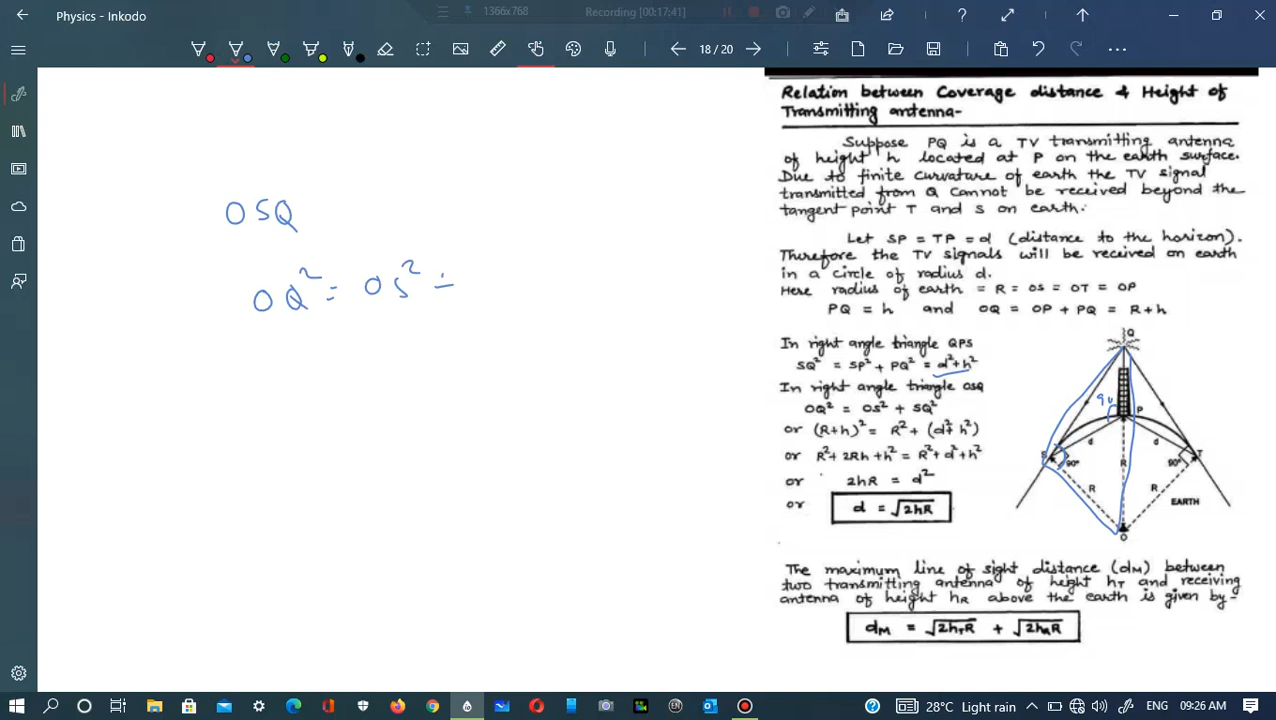 Physics - Inkodo
1366x768
Recording [00:17:41]
18 / 20
OSQ
OQ² = OS² ÷
Relation between Coverage distance & Height of
Transmitting antenna-
Suppose PQ is a TV transmitting antenna
of height h located at P on the earth surface.
Due to finite curvature of earth the TV signal
transmitted from Q cannot be received beyond the
tangent point T and S on earth.
Let SP = TP = d (distance to the horizon).
Therefore the TV signals will be received on earth
in a circle of radius d.
Here radius of earth = R = OS = OT = OP
PQ = h and OQ = OP + PQ = R+h
In right angle triangle QPS
SQ² = SP² + PQ² = d²+h²
In right angle triangle OSQ
OQ² = OS² + SQ²
or (R+h)² = R² + (d²+h²)
or R²+2Rh+h² = R²+d²+h²
or 2hR = d²
or d = √2hR
Q
90
P
d d
S 90° R 90° T
R R
EARTH
O
The maximum line of sight distance (dM) between
two transmitting antenna of height hT and receiving
antenna of height hR above the earth is given by-
dM = √2hTR + √2hRR
28°C Light rain
ENG
09:26 AM